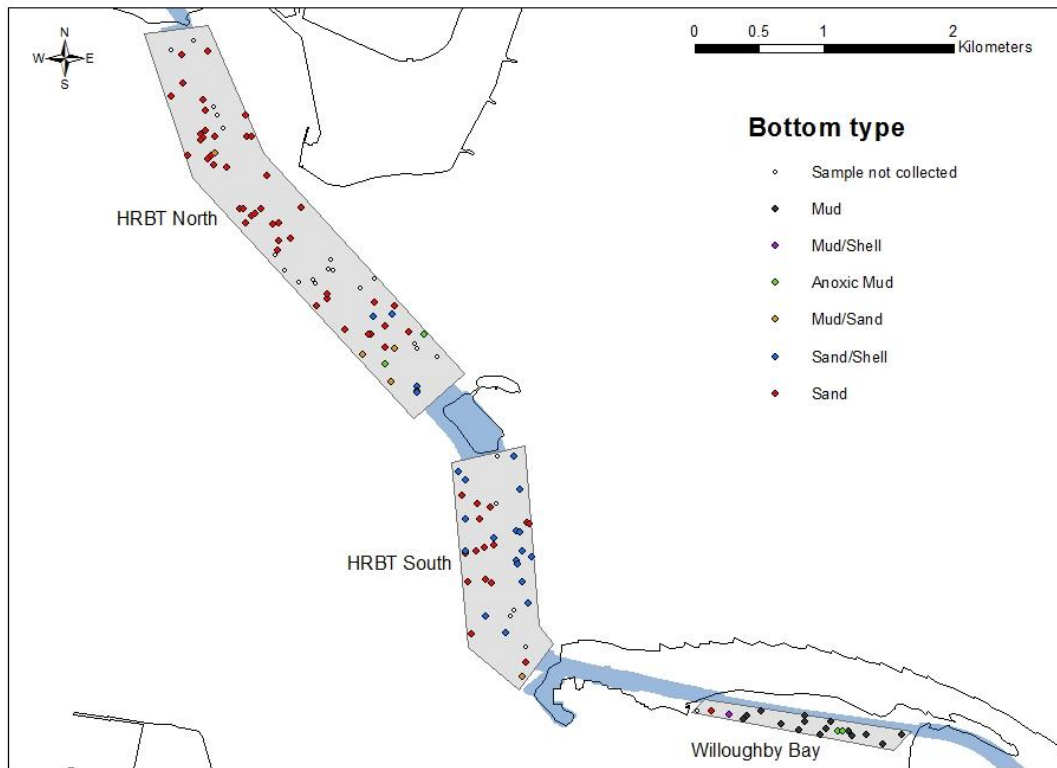 N
W E
S
0 0.5 1 2
Kilometers
Bottom type
Sample not collected
Mud
Mud/Shell
Anoxic Mud
Mud/Sand
Sand/Shell
Sand
HRBT North
HRBT South
Willoughby Bay